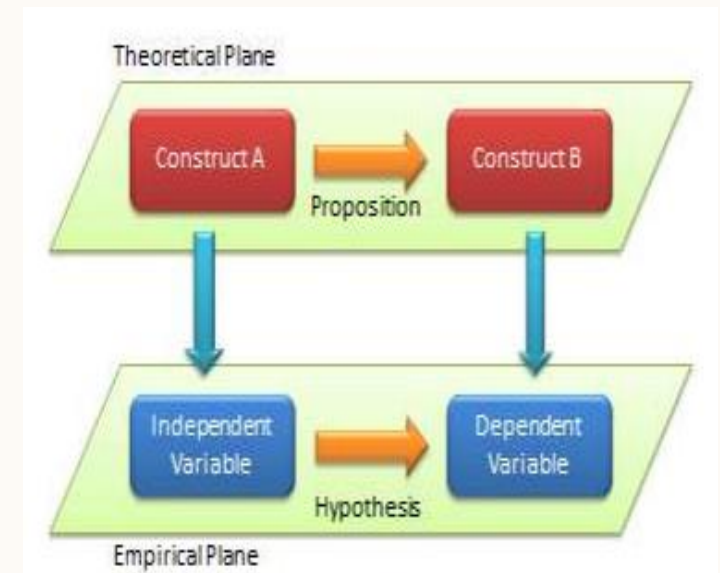 Theoretical Plane
Construct A
Construct B
Proposition
Independent
Variable
Dependent
Variable
Hypothesis
Empirical Plane